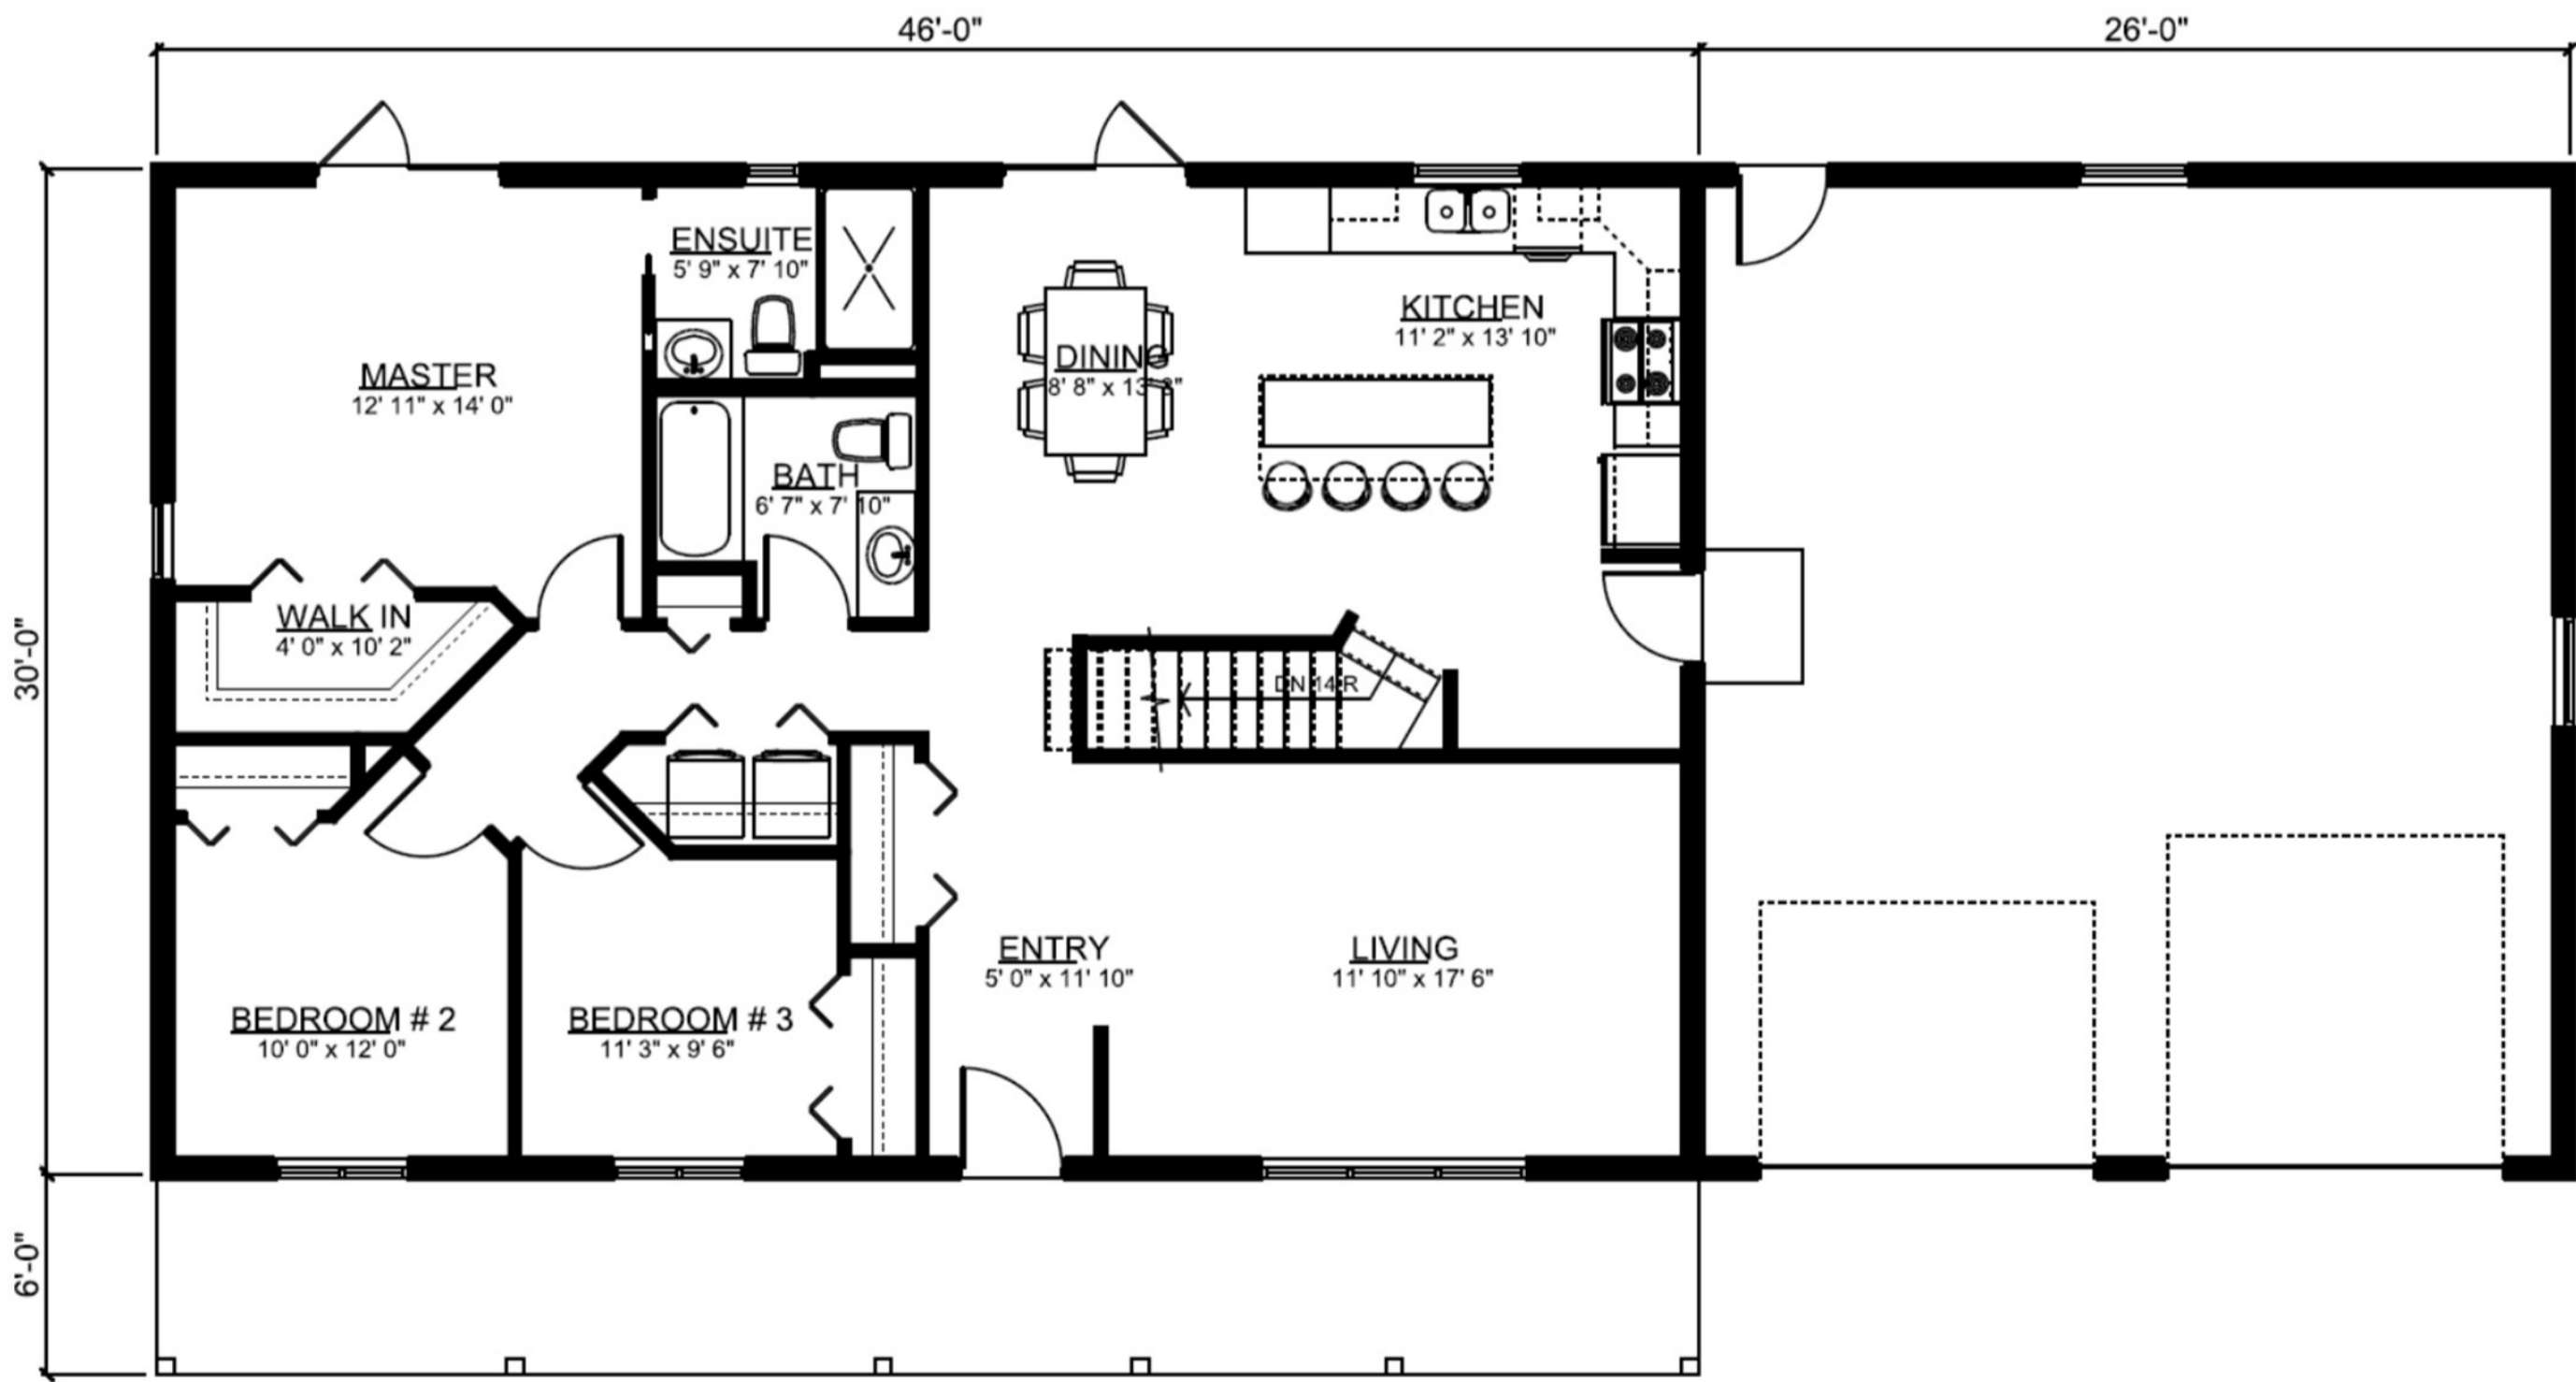 46'-0"
26'-0"
ENSUITE
5' 9" x 7' 10"
KITCHEN
11' 2" x 13' 10"
DINING
8' 8" x 13'
MASTER
12' 11" x 14' 0"
BATH
6' 7" x 7' 10"
WALK IN
4' 0" x 10' 2"
30'-0"
DN 14 R
ENTRY
5' 0" x 11' 10"
LIVING
11' 10" x 17' 6"
BEDROOM # 2
10' 0" x 12' 0"
BEDROOM # 3
11' 3" x 9' 6"
6'-0"